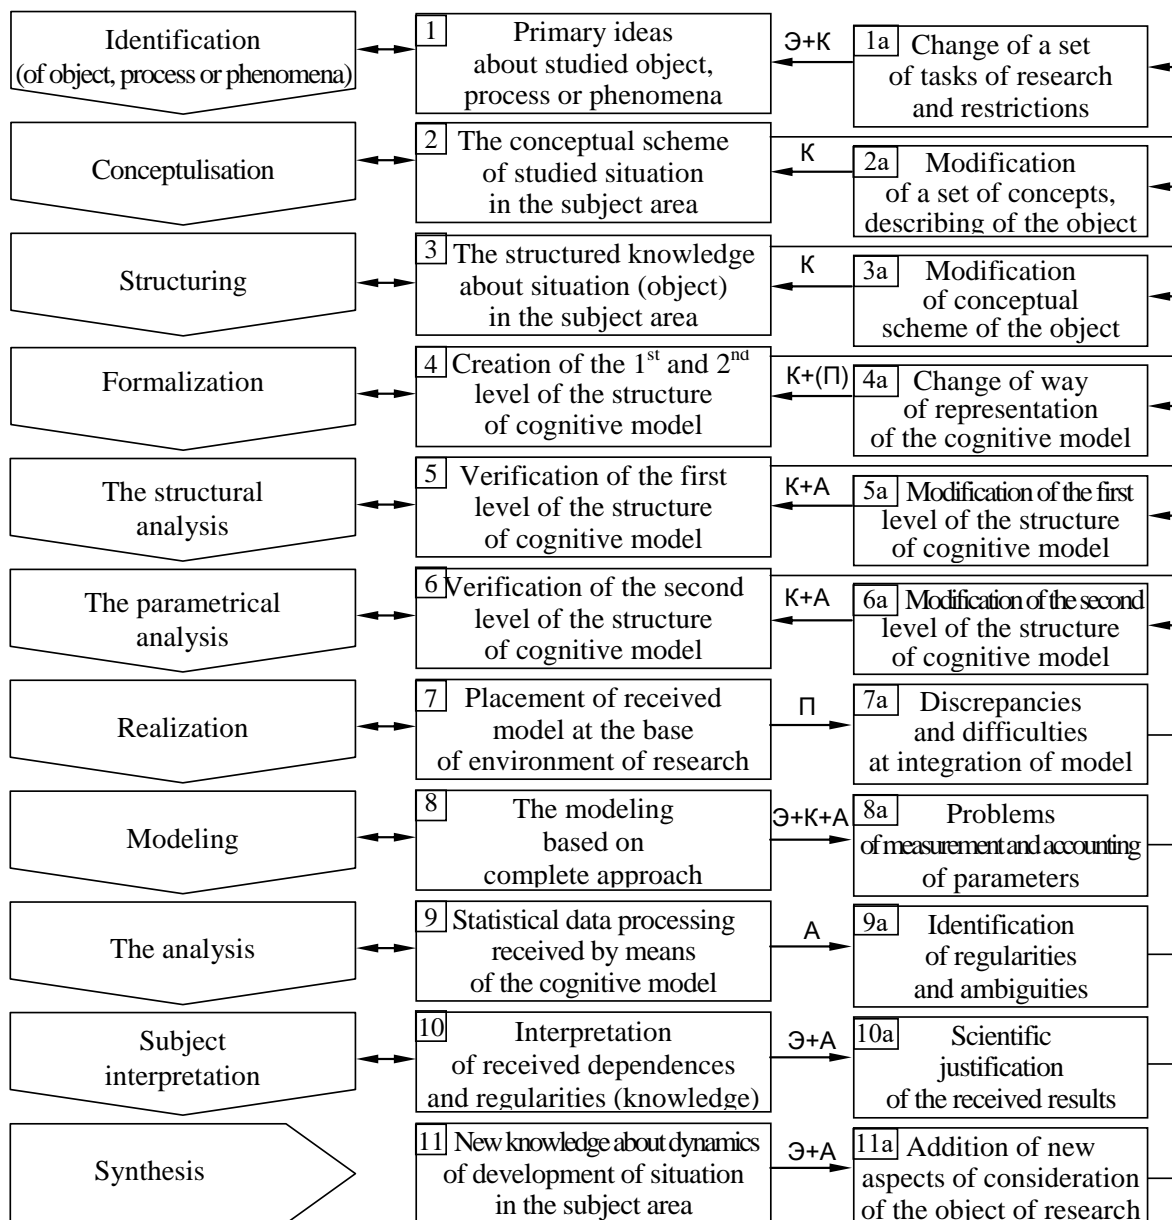 Identification
(of object, process or phenomena)
1
Primary ideas
about studied object,
process or phenomena
Э+К
1a
Change of a set
of tasks of research
and restrictions
Conceptulisation
2
The conceptual scheme
of studied situation
in the subject area
К
2a
Modification
of a set of concepts,
describing of the object
Structuring
3
The structured knowledge
about situation (object)
in the subject area
К
3a
Modification
of conceptual
scheme of the object
Formalization
4
Creation of the 1st and 2nd
level of the structure
of cognitive model
К+(П)
4a
Change of way
of representation
of the cognitive model
The structural
analysis
5
Verification of the first
level of the structure
of cognitive model
К+А
5a
Modification of the first
level of the structure
of cognitive model
The parametrical
analysis
6
Verification of the second
level of the structure
of cognitive model
К+А
6a
Modification of the second
level of the structure
of cognitive model
Realization
7
Placement of received
model at the base
of environment of research
П
7a
Discrepancies
and difficulties
at integration of model
Modeling
8
The modeling
based on
complete approach
Э+К+А
8a
Problems
of measurement and accounting
of parameters
The analysis
9
Statistical data processing
received by means
of the cognitive model
А
9a
Identification
of regularities
and ambiguities
Subject
interpretation
10
Interpretation
of received dependences
and regularities (knowledge)
Э+А
10a
Scientific
justification
of the received results
Synthesis
11
New knowledge about dynamics
of development of situation
in the subject area
Э+А
11a
Addition of new
aspects of consideration
of the object of research